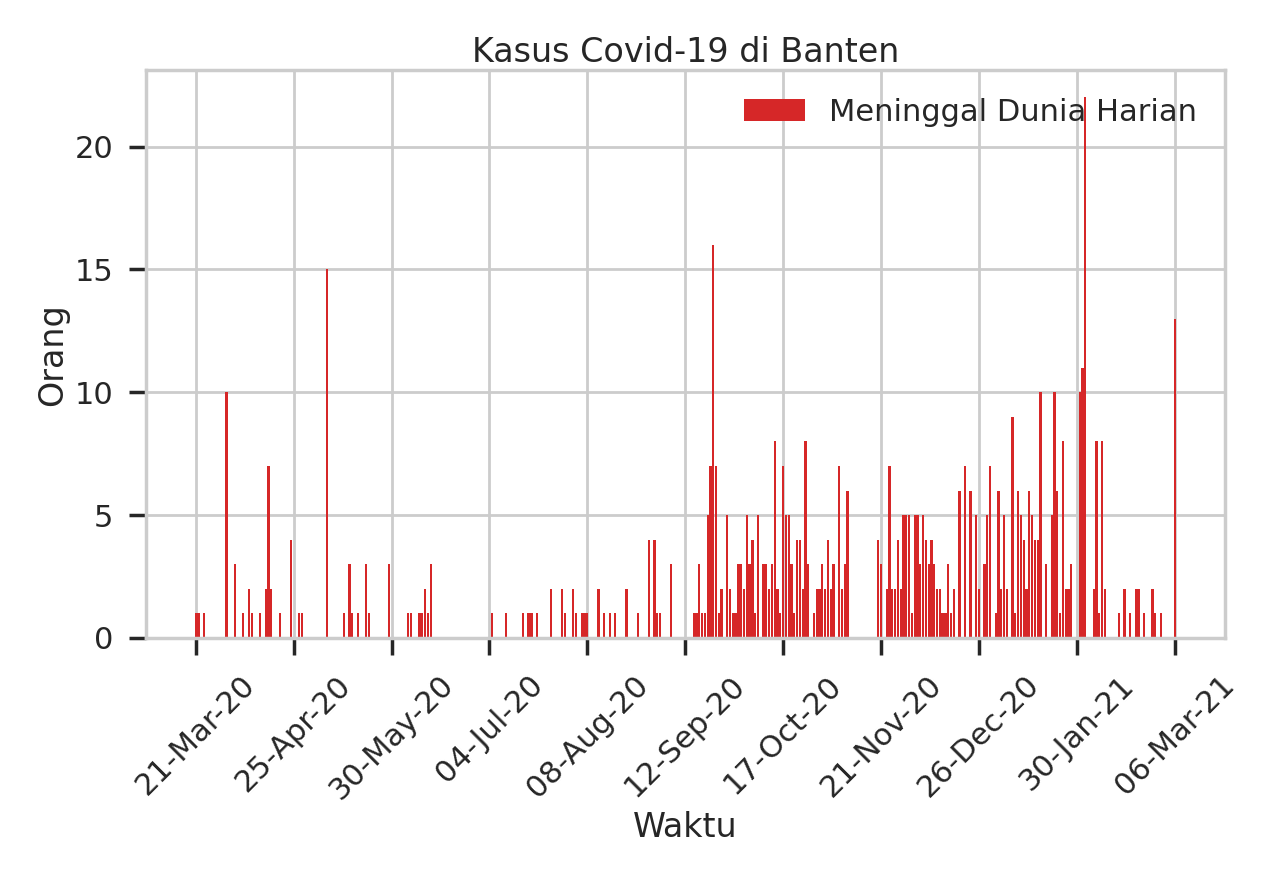 Kasus Covid-19 di Banten
Meninggal Dunia Harian
Orang
20
15
10
5
0
21-Mar-20
25-Apr-20
30-May-20
04-Jul-20
08-Aug-20
12-Sep-20
17-Oct-20
21-Nov-20
26-Dec-20
30-Jan-21
06-Mar-21
Waktu